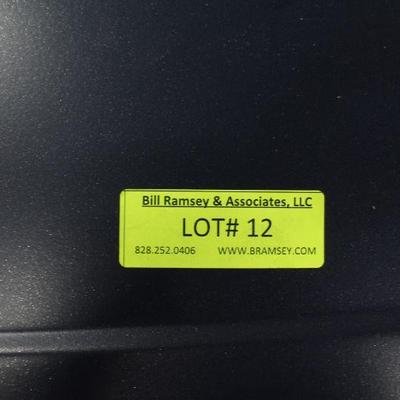 Bill Ramsey & Associates, LLC
LOT# 12
828.252.0406 WWW.BRAMSEY.COM